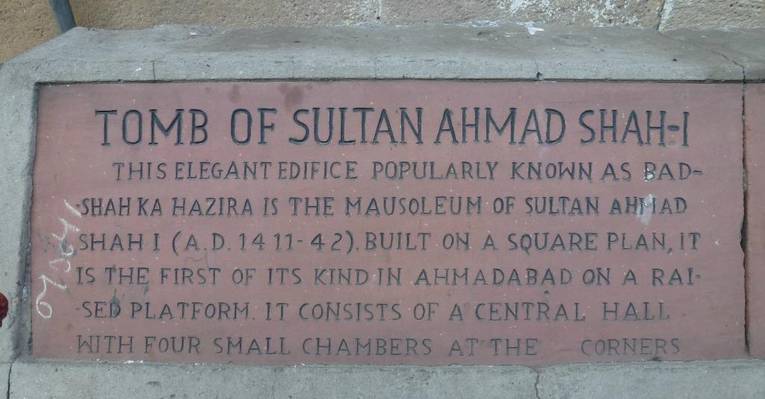 TOMB OF SULTAN AHMAD SHAH-I
THIS ELEGANT EDIFICE POPULARLY KNOWN AS BAD-
-SHAH KA HAZIRA IS THE MAUSOLEUM OF SULTAN AHMAD
SHAH I (A.D. 1411-42). BUILT ON A SQUARE PLAN, IT
IS THE FIRST OF ITS KIND IN AHMADABAD ON A RAI-
-SED PLATFORM. IT CONSISTS OF A CENTRAL HALL
WITH FOUR SMALL CHAMBERS AT THE CORNERS